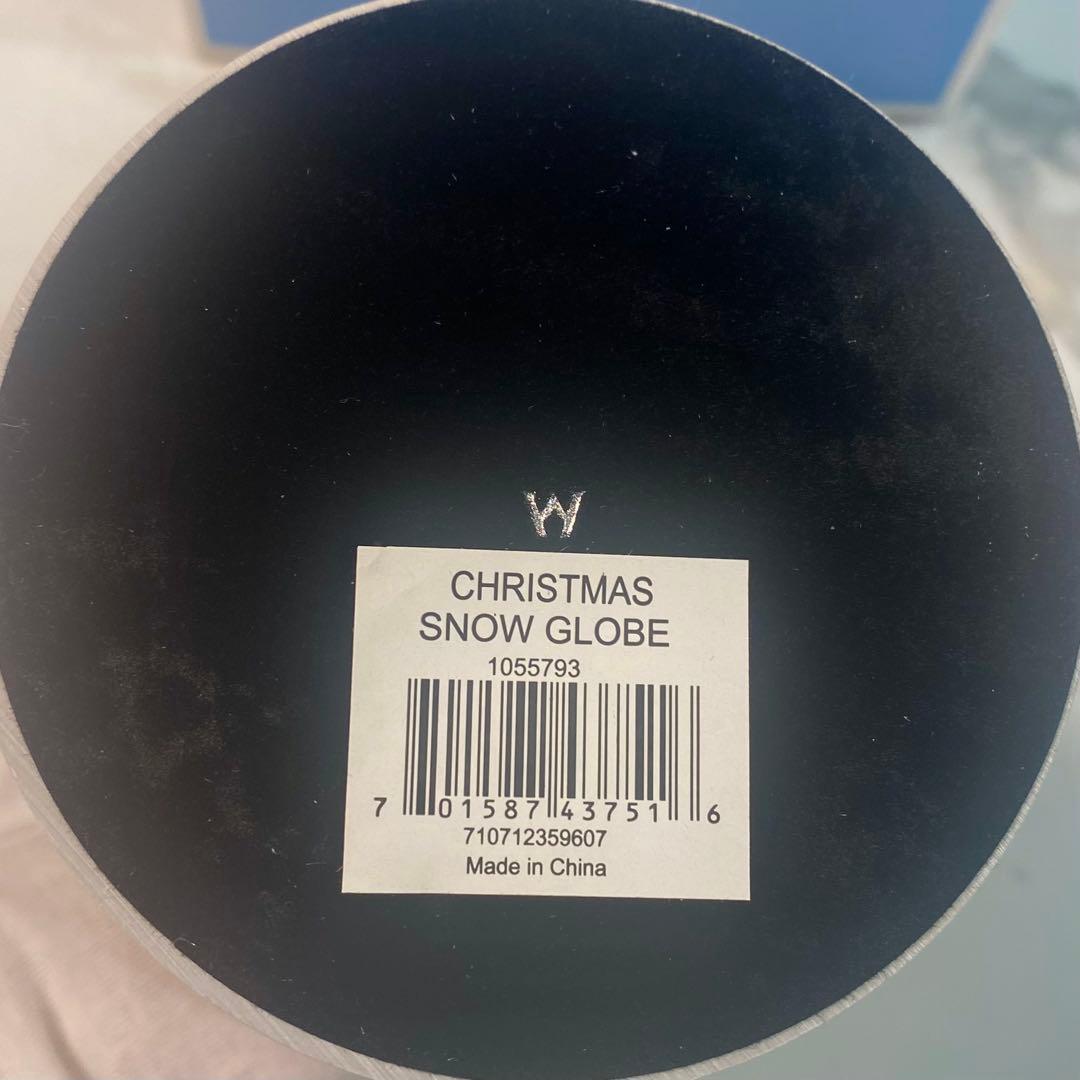 W
CHRISTMAS
SNOW GLOBE
1055793
7 01587 43751 6
710712359607
Made in China